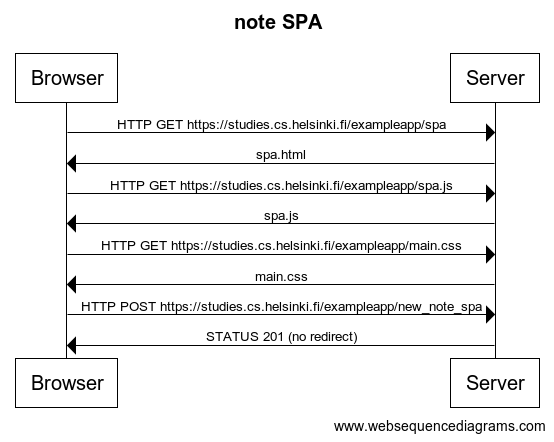 note SPA
Browser
Server
HTTP GET https://studies.cs.helsinki.fi/exampleapp/spa
spa.html
HTTP GET https://studies.cs.helsinki.fi/exampleapp/spa.js
spa.js
HTTP GET https://studies.cs.helsinki.fi/exampleapp/main.css
main.css
HTTP POST https://studies.cs.helsinki.fi/exampleapp/new_note_spa
STATUS 201 (no redirect)
Browser
Server
www.websequencediagrams.com